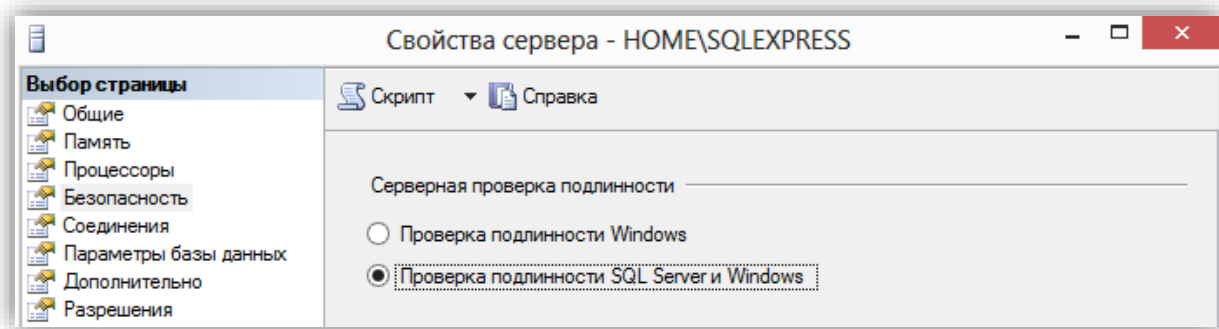 Свойства сервера - HOME\SQLEXPRESS
Выбор страницы
Общие
Память
Процессоры
Безопасность
Соединения
Параметры базы данных
Дополнительно
Разрешения
Скрипт
Справка
Серверная проверка подлинности
Проверка подлинности Windows
Проверка подлинности SQL Server и Windows